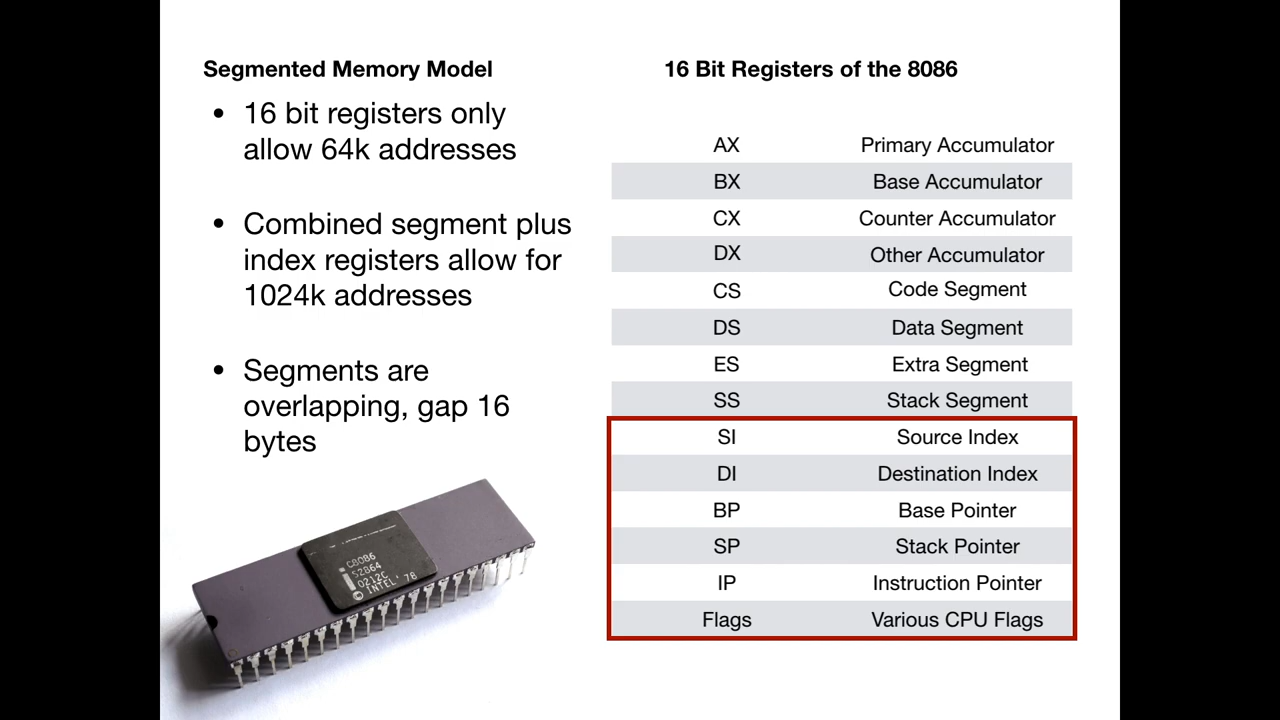 Segmented Memory Model
• 16 bit registers only
allow 64k addresses
• Combined segment plus
index registers allow for
1024k addresses
• Segments are
overlapping, gap 16
bytes
16 Bit Registers of the 8086
AX Primary Accumulator
BX Base Accumulator
CX Counter Accumulator
DX Other Accumulator
CS Code Segment
DS Data Segment
ES Extra Segment
SS Stack Segment
SI Source Index
DI Destination Index
BP Base Pointer
SP Stack Pointer
IP Instruction Pointer
Flags Various CPU Flags
C8086
S2864
0212C
i © INTEL '78